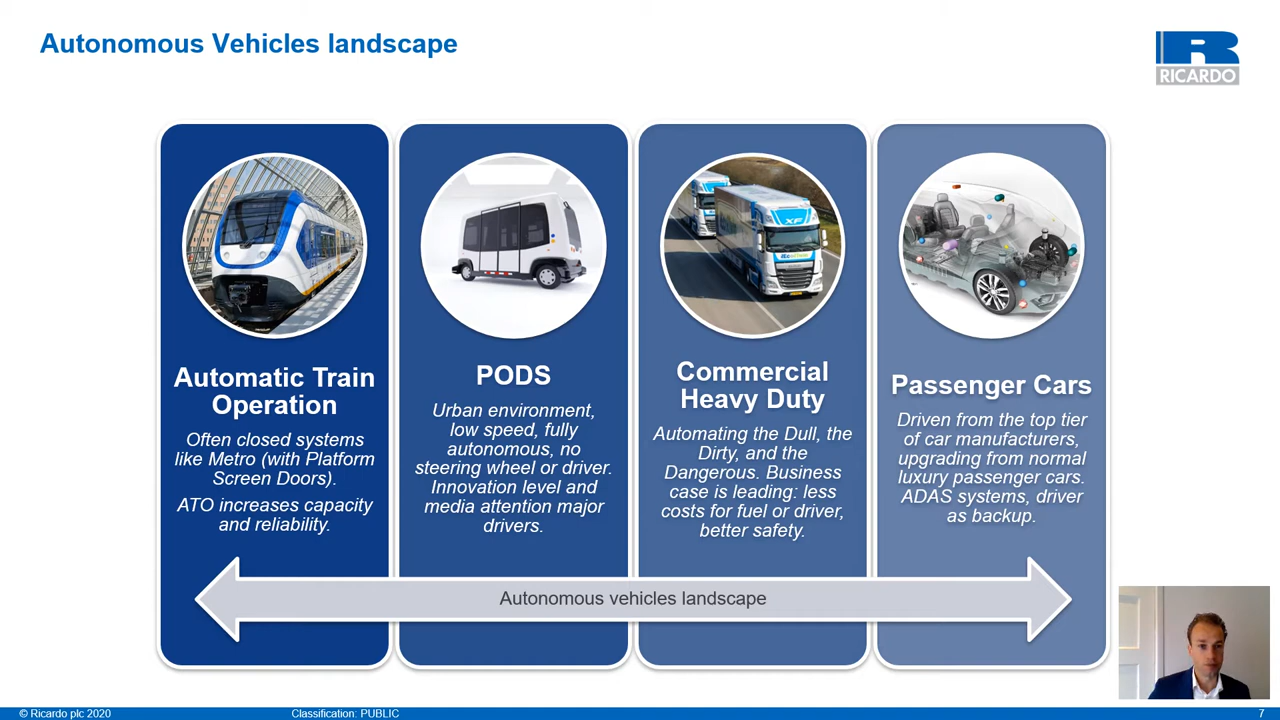 Autonomous Vehicles landscape
RICARDO
Automatic Train
Operation
Often closed systems
like Metro (with Platform
Screen Doors).
ATO increases capacity
and reliability.
PODS
Urban environment,
low speed, fully
autonomous, no
steering wheel or driver.
Innovation level and
media attention major
drivers.
XF
Commercial
Heavy Duty
Automating the Dull, the
Dirty, and the
Dangerous. Business
case is leading: less
costs for fuel or driver,
better safety.
Passenger Cars
Driven from the top tier
of car manufacturers,
upgrading from normal
luxury passenger cars.
ADAS systems, driver
as backup.
Autonomous vehicles landscape
© Ricardo plc 2020
Classification: PUBLIC
7